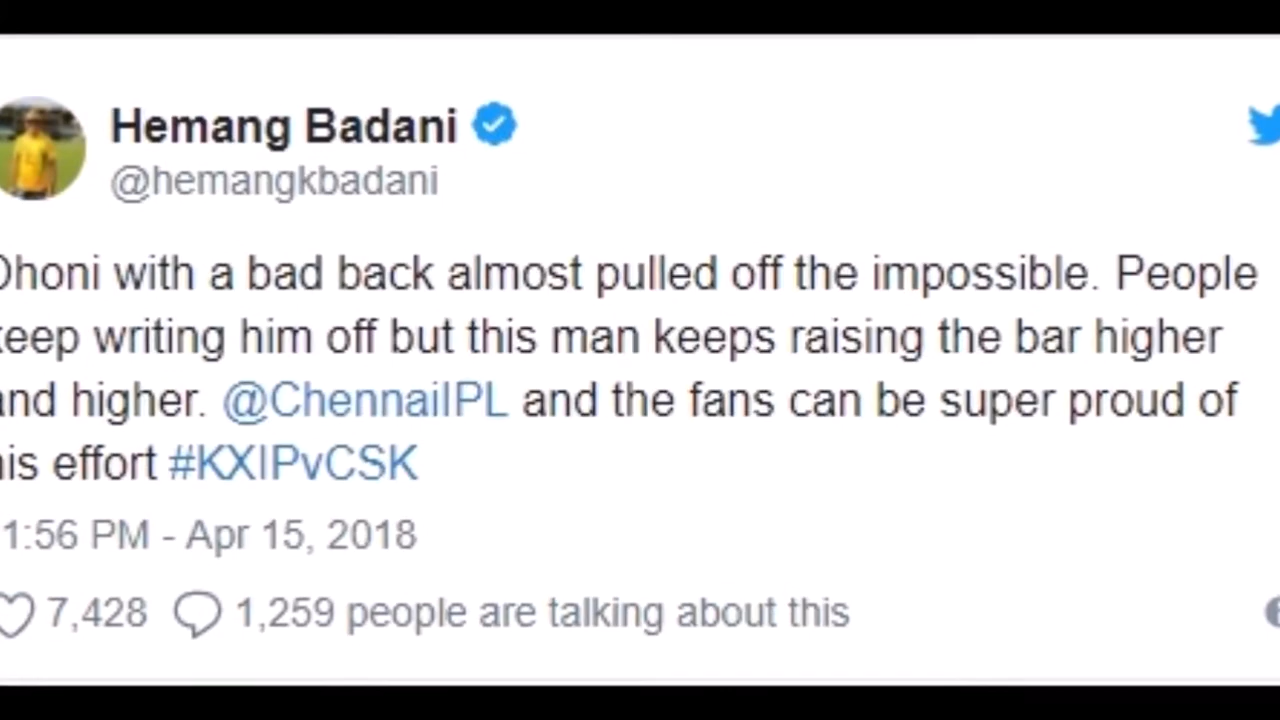 Hemang Badani
@hemangkbadani
Dhoni with a bad back almost pulled off the impossible. People
keep writing him off but this man keeps raising the bar higher
and higher. @ChennaiIPL and the fans can be super proud of
his effort #KXIPvCSK
1:56 PM - Apr 15, 2018
7,428 1,259 people are talking about this